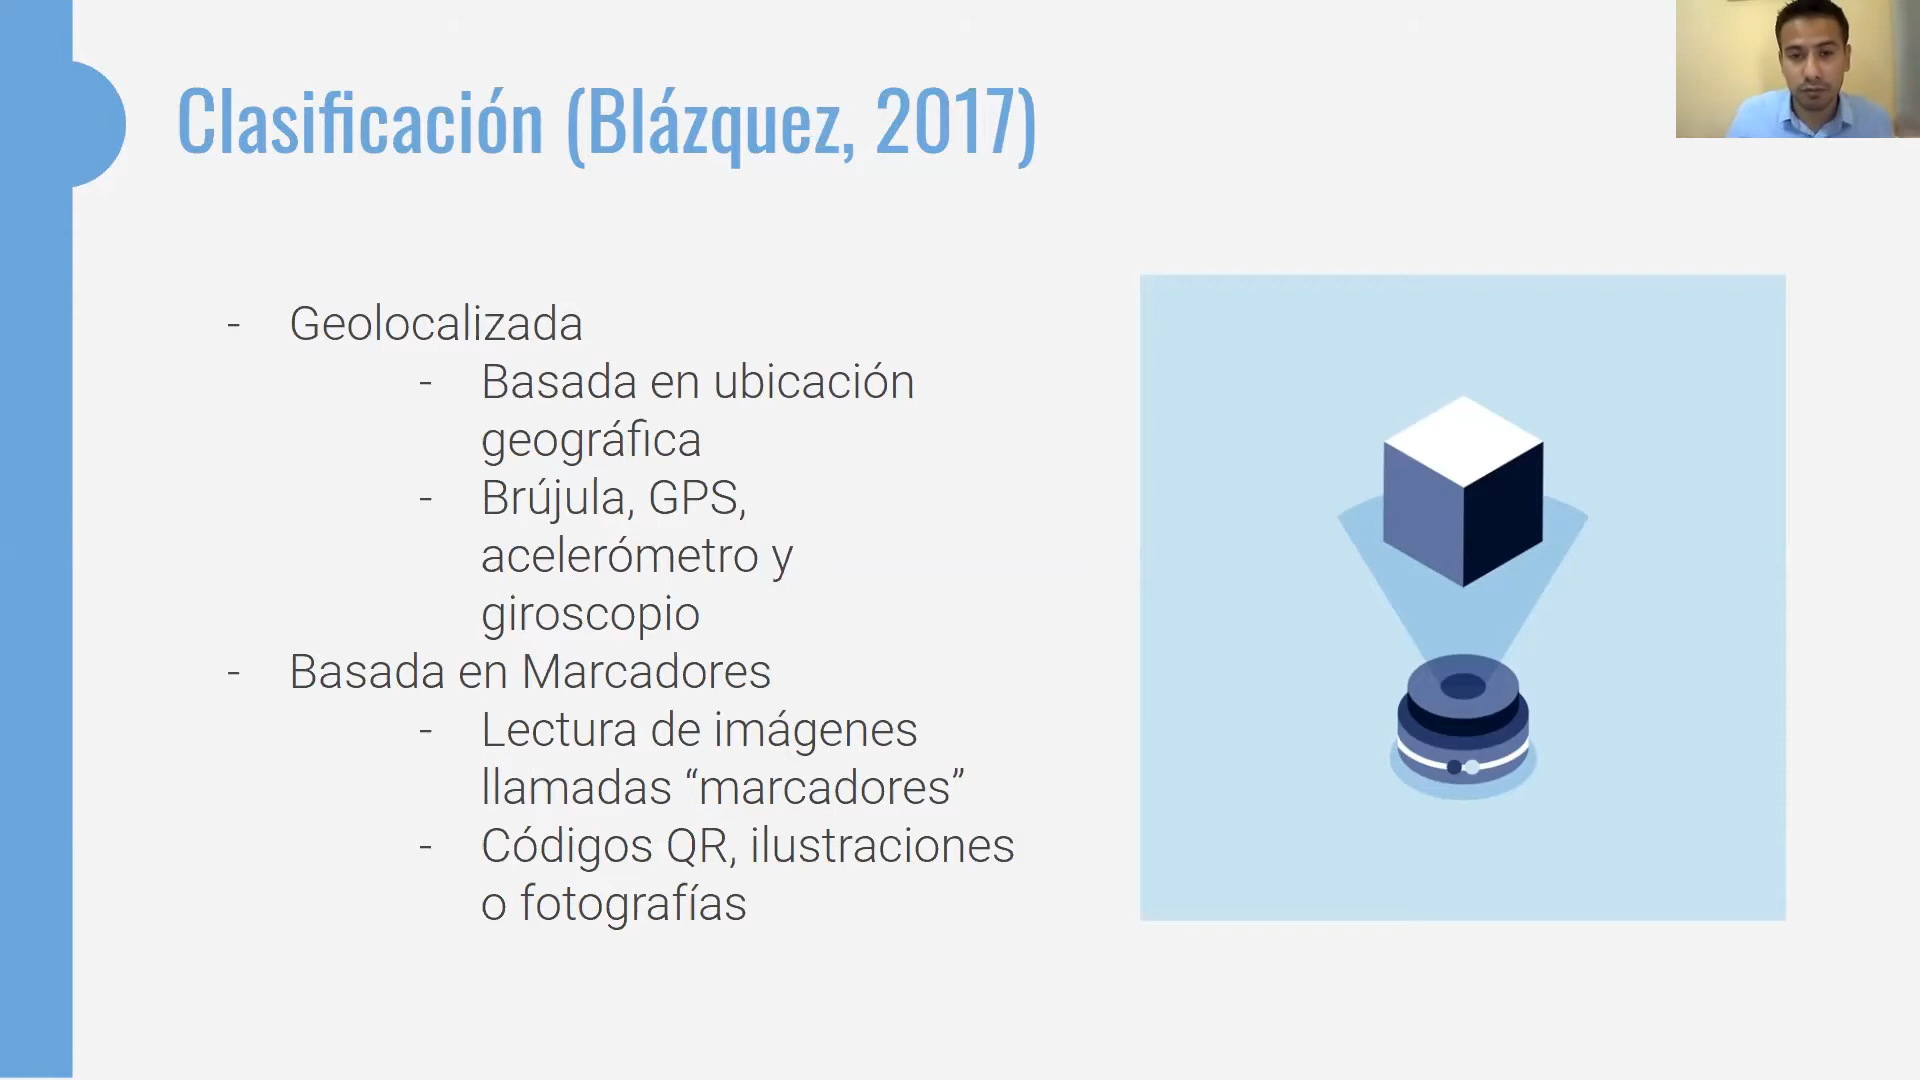 Clasificación (Blázquez, 2017)
- Geolocalizada
- Basada en ubicación
geográfica
- Brújula, GPS,
acelerómetro y
giroscopio
- Basada en Marcadores
- Lectura de imágenes
llamadas “marcadores”
- Códigos QR, ilustraciones
o fotografías